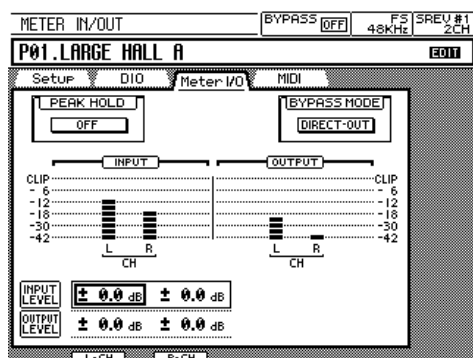 METER IN/OUT
BYPASS OFF
FS 48KHz
SREV #1 2CH
P01.LARGE HALL A
EDIT
Setup DIO Meter I/O MIDI
PEAK HOLD
OFF
BYPASS MODE
DIRECT-OUT
INPUT OUTPUT
CLIP CLIP
- 6 - 6
-12 -12
-18 -18
-30 -30
-42 -42
L R L R
CH CH
INPUT LEVEL ± 0.0 dB ± 0.0 dB
OUTPUT LEVEL ± 0.0 dB ± 0.0 dB
L-CH R-CH